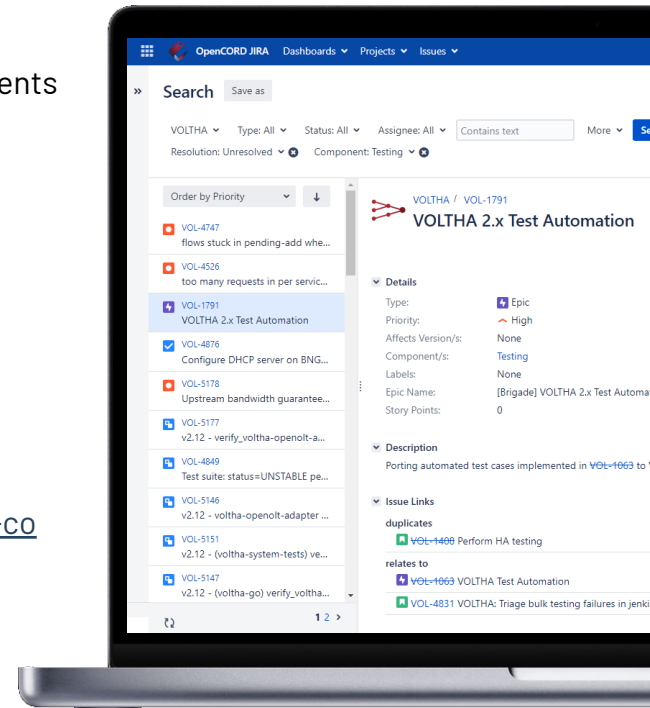 ents
co
OpenCORD JIRA Dashboards Projects Issues
Search Save as
VOLTHA Type: All Status: All Assignee: All Contains text More Se
Resolution: Unresolved Component: Testing
Order by Priority
VOL-4747
flows stuck in pending-add whe...
VOL-4526
too many requests in per servic...
VOL-1791
VOLTHA 2.x Test Automation
VOL-4876
Configure DHCP server on BNG...
VOL-5178
Upstream bandwidth guarantee...
VOL-5177
v2.12 - verify_voltha-openolt-a...
VOL-4849
Test suite: status=UNSTABLE pe...
VOL-5146
v2.12 - voltha-openolt-adapter ...
VOL-5151
v2.12 - (voltha-system-tests) ve...
VOL-5147
v2.12 - (voltha-go) verify_voltha...
1 2 >
VOLTHA / VOL-1791
VOLTHA 2.x Test Automation
Details
Type: Epic
Priority: High
Affects Version/s: None
Component/s: Testing
Labels: None
Epic Name: [Brigade] VOLTHA 2.x Test Automa
Story Points: 0
Description
Porting automated test cases implemented in VOL-1063 to V
Issue Links
duplicates
VOL-1408 Perform HA testing
relates to
VOL-1063 VOLTHA Test Automation
VOL-4831 VOLTHA: Triage bulk testing failures in jenki